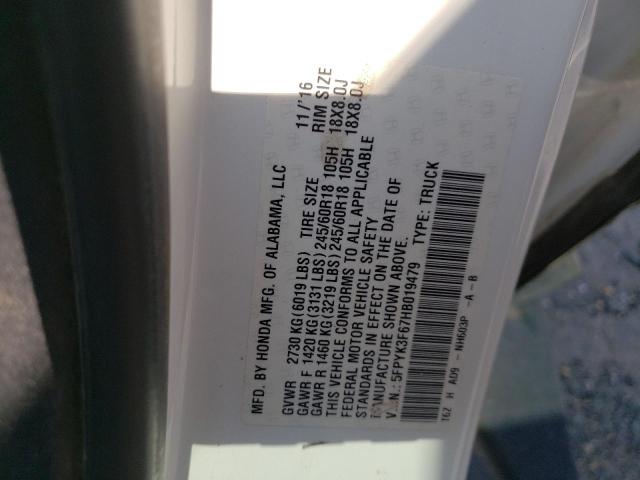 MFD. BY HONDA MFG. OF ALABAMA, LLC 11/'16
GVWR 2730 KG (6019 LBS) TIRE SIZE RIM SIZE
GAWR F 1420 KG (3131 LBS) 245/60R18 105H 18X8.0J
GAWR R 1460 KG (3219 LBS) 245/60R18 105H 18X8.0J
THIS VEHICLE CONFORMS TO ALL APPLICABLE
FEDERAL MOTOR VEHICLE SAFETY
STANDARDS IN EFFECT ON THE DATE OF
MANUFACTURE SHOWN ABOVE.
V.I.N.: 5FPYK3F67HB019479 TYPE: TRUCK
T6Z H A09 - NH603P -A - B